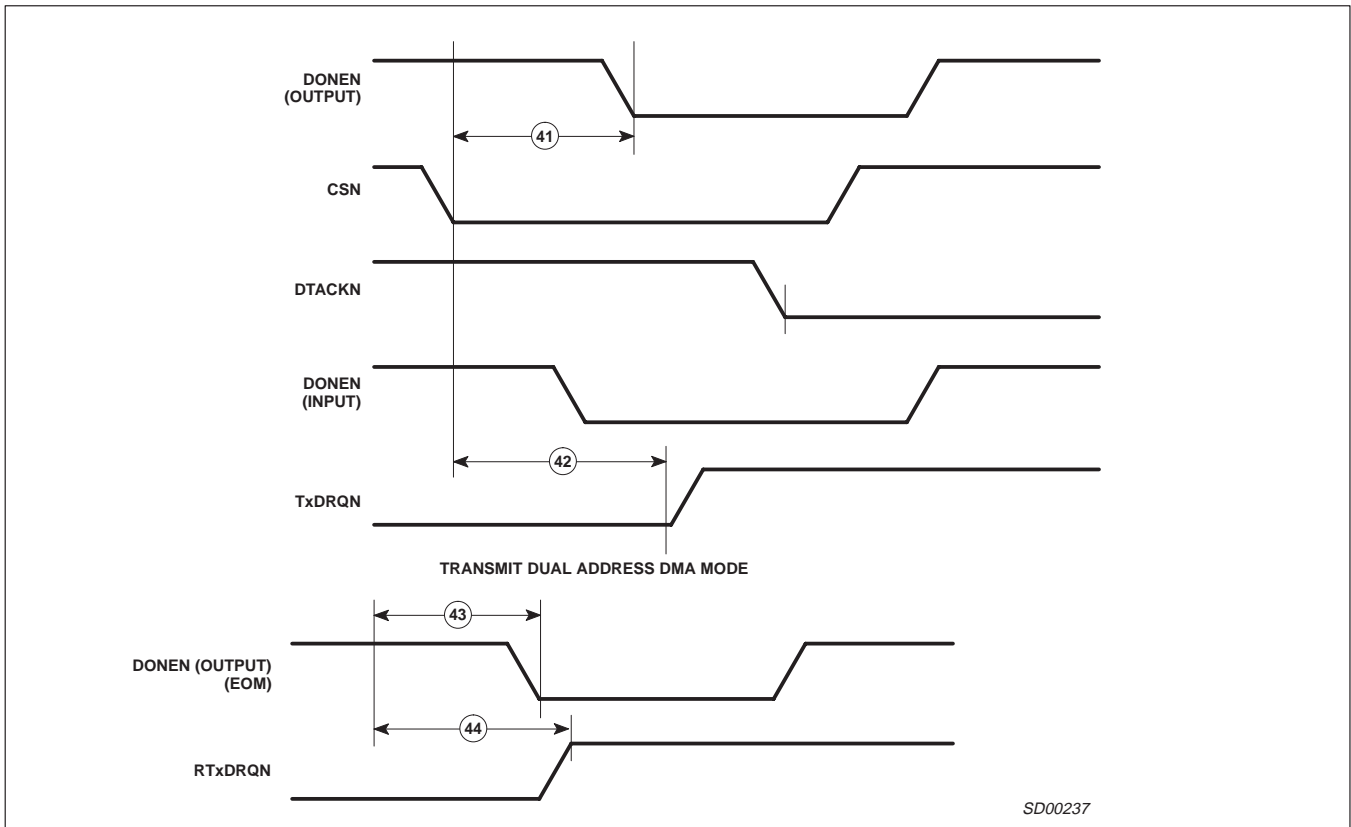 DONEN
(OUTPUT)
41
CSN
DTACKN
DONEN
(INPUT)
42
TxDRQN
TRANSMIT DUAL ADDRESS DMA MODE
43
DONEN (OUTPUT)
(EOM)
44
RTxDRQN
SD00237